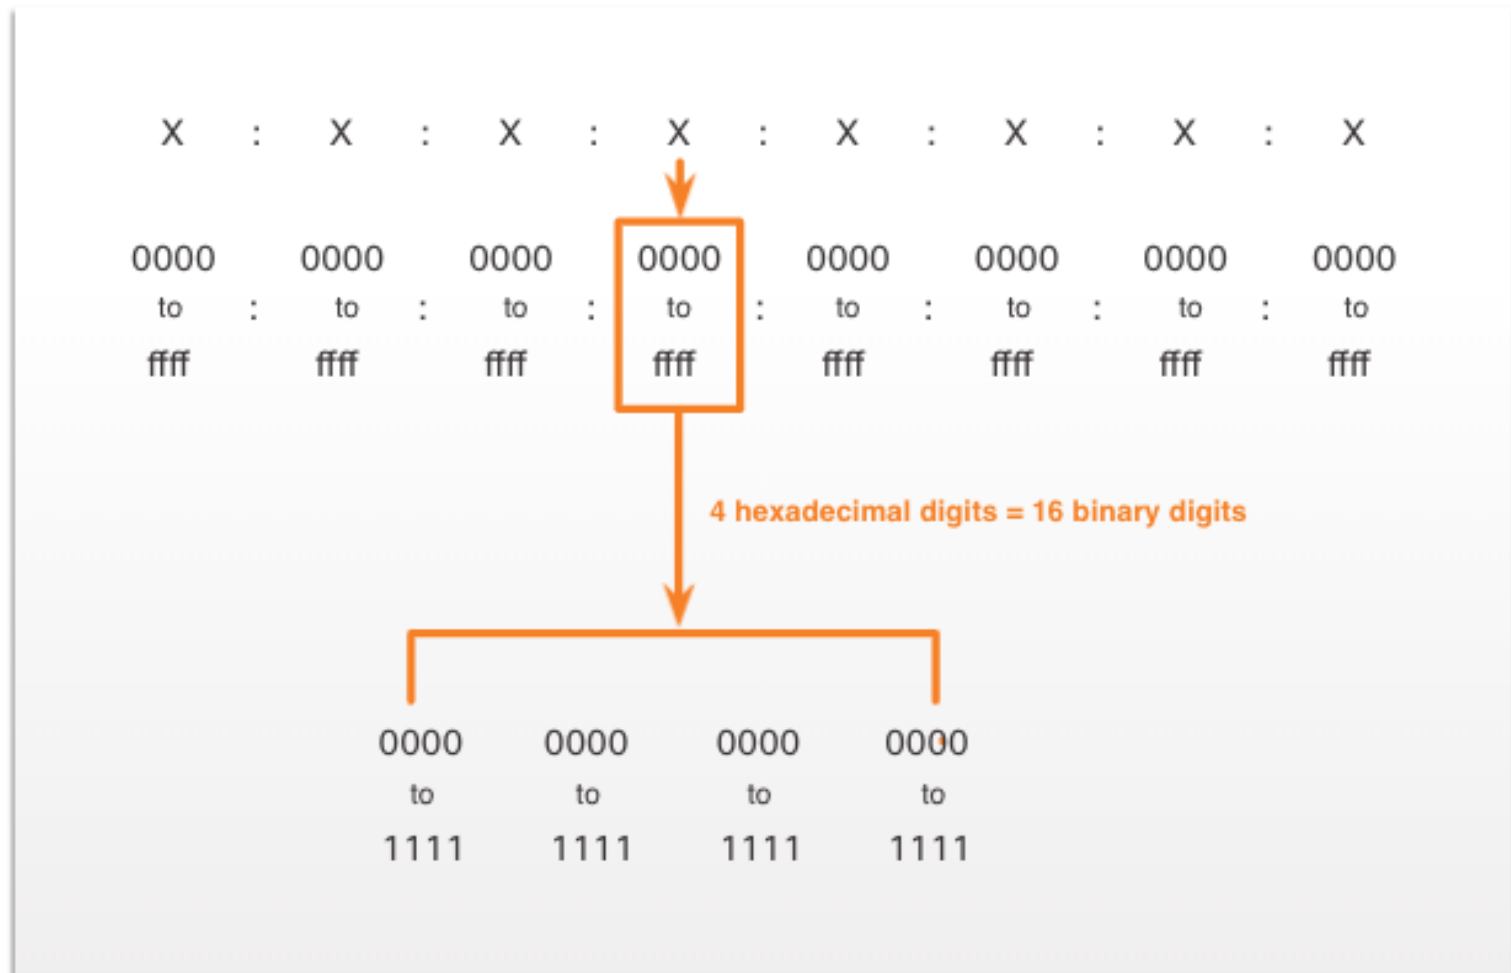 X : X : X : X : X : X : X : X
0000 0000 0000 0000 0000 0000 0000 0000
to : to : to : to : to : to : to : to
ffff ffff ffff ffff ffff ffff ffff ffff
4 hexadecimal digits = 16 binary digits
0000 0000 0000 0000
to to to to
1111 1111 1111 1111